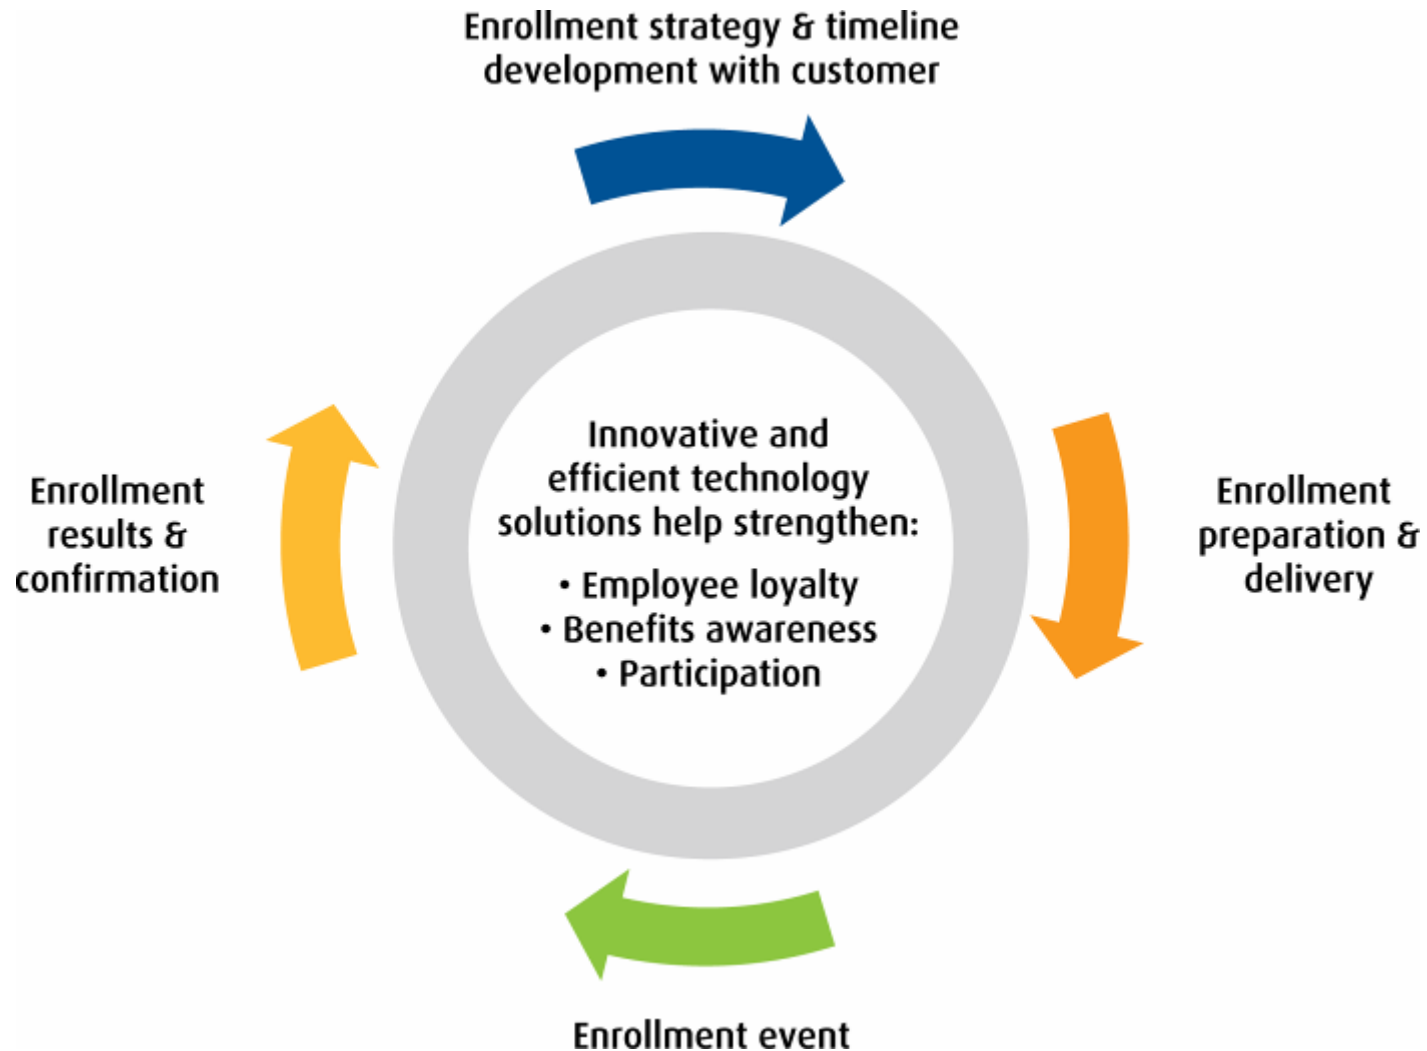 Enrollment strategy & timeline
development with customer
Innovative and
efficient technology
solutions help strengthen:
• Employee loyalty
• Benefits awareness
• Participation
Enrollment
results &
confirmation
Enrollment
preparation &
delivery
Enrollment event